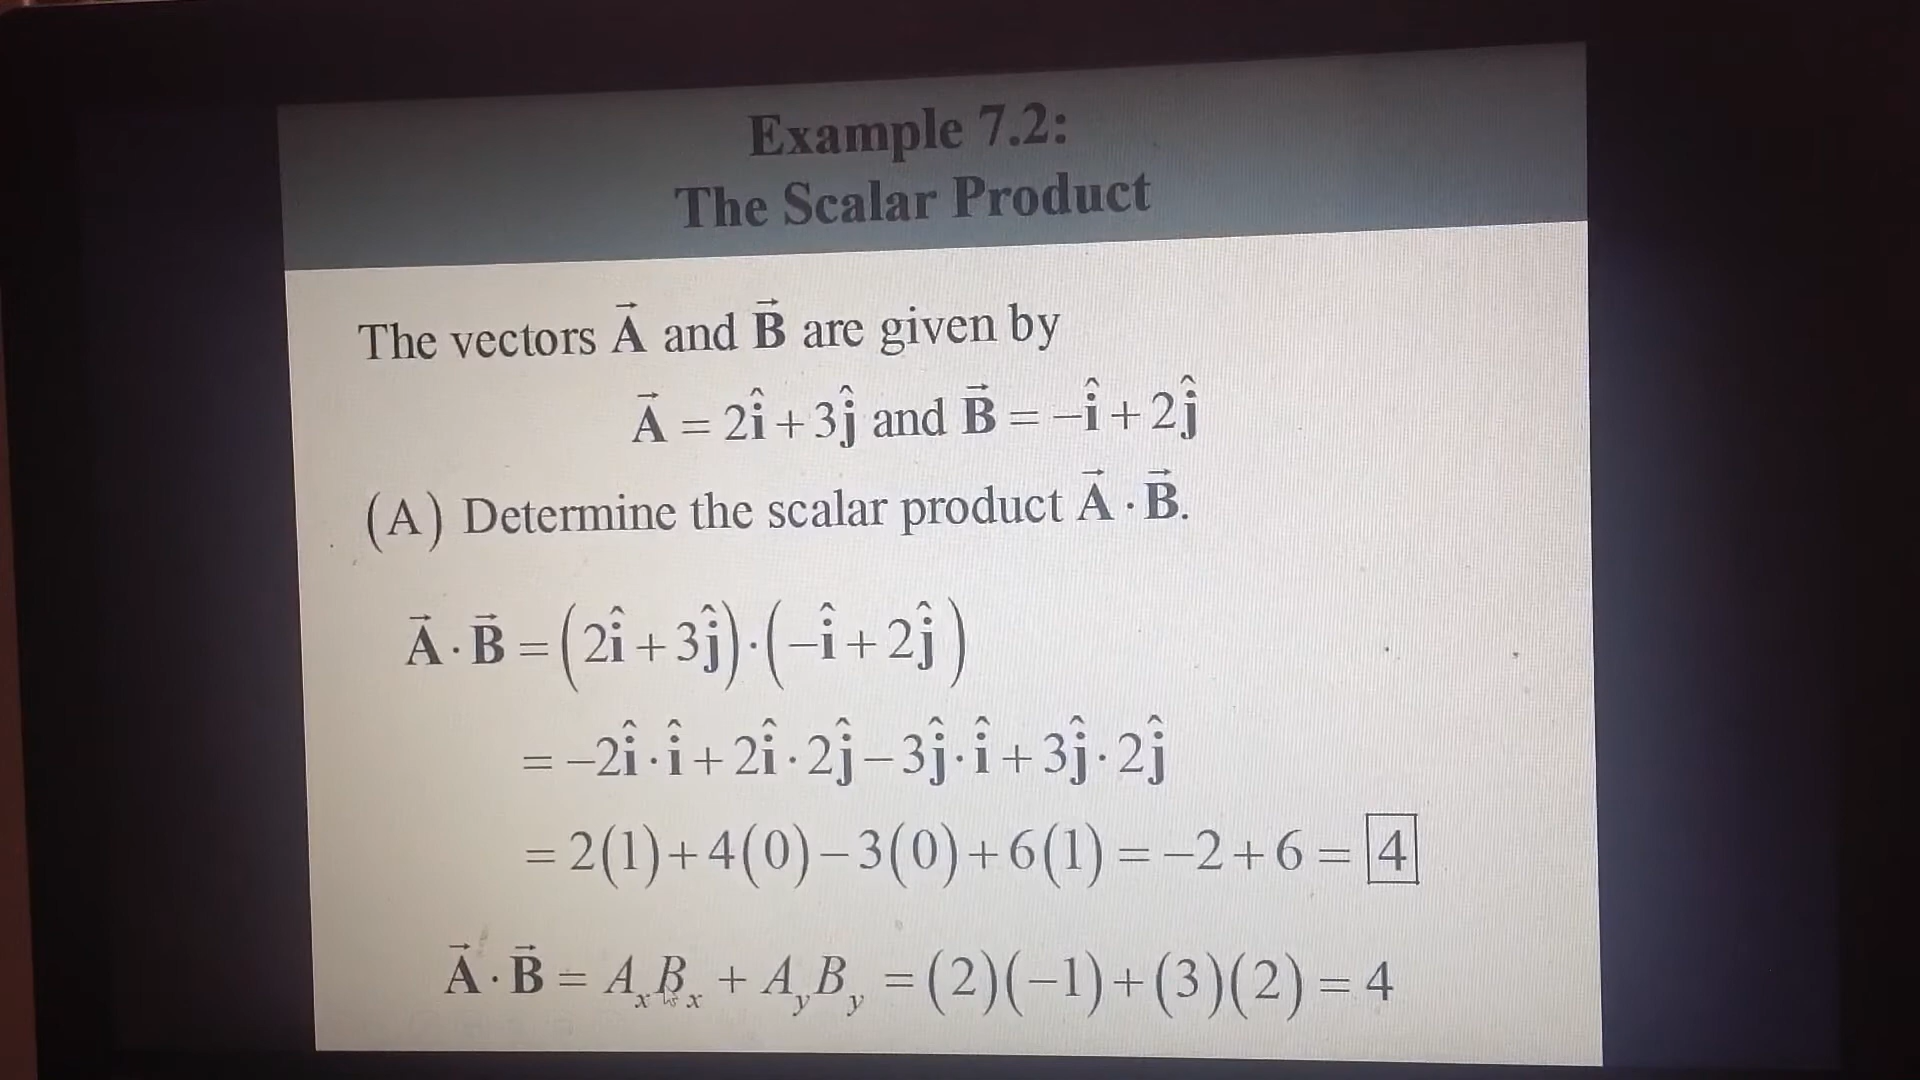 Example 7.2:
The Scalar Product
The vectors A⃗ and B⃗ are given by
A⃗ = 2î + 3ĵ and B⃗ = −î + 2ĵ
(A) Determine the scalar product A⃗ · B⃗.
A⃗ · B⃗ = (2î + 3ĵ) · (−î + 2ĵ)
= −2î · î + 2î · 2ĵ − 3ĵ · î + 3ĵ · 2ĵ
= 2(1) + 4(0) − 3(0) + 6(1) = −2 + 6 = 4
A⃗ · B⃗ = AₓBₓ + A_yB_y = (2)(−1) + (3)(2) = 4